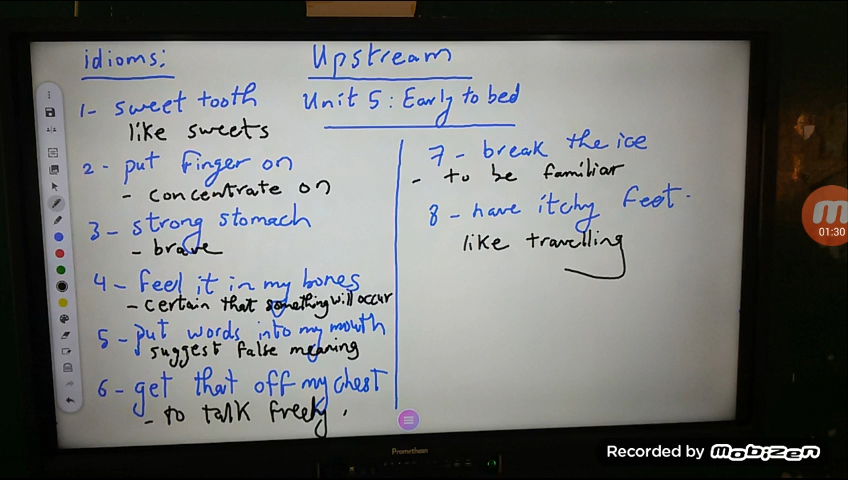 idioms:
Upstream
Unit 5: Early to bed
1- sweet tooth
like sweets
2- put finger on
- concentrate on
3- strong stomach
- brave
4- feel it in my bones
- certain that something will occur
5- put words into my mouth
suggest false meaning
6- get that off my chest
- to talk freely.
7- break the ice
- to be familiar
8- have itchy feet.
like travelling
Promethean
01:30
Recorded by mobizen